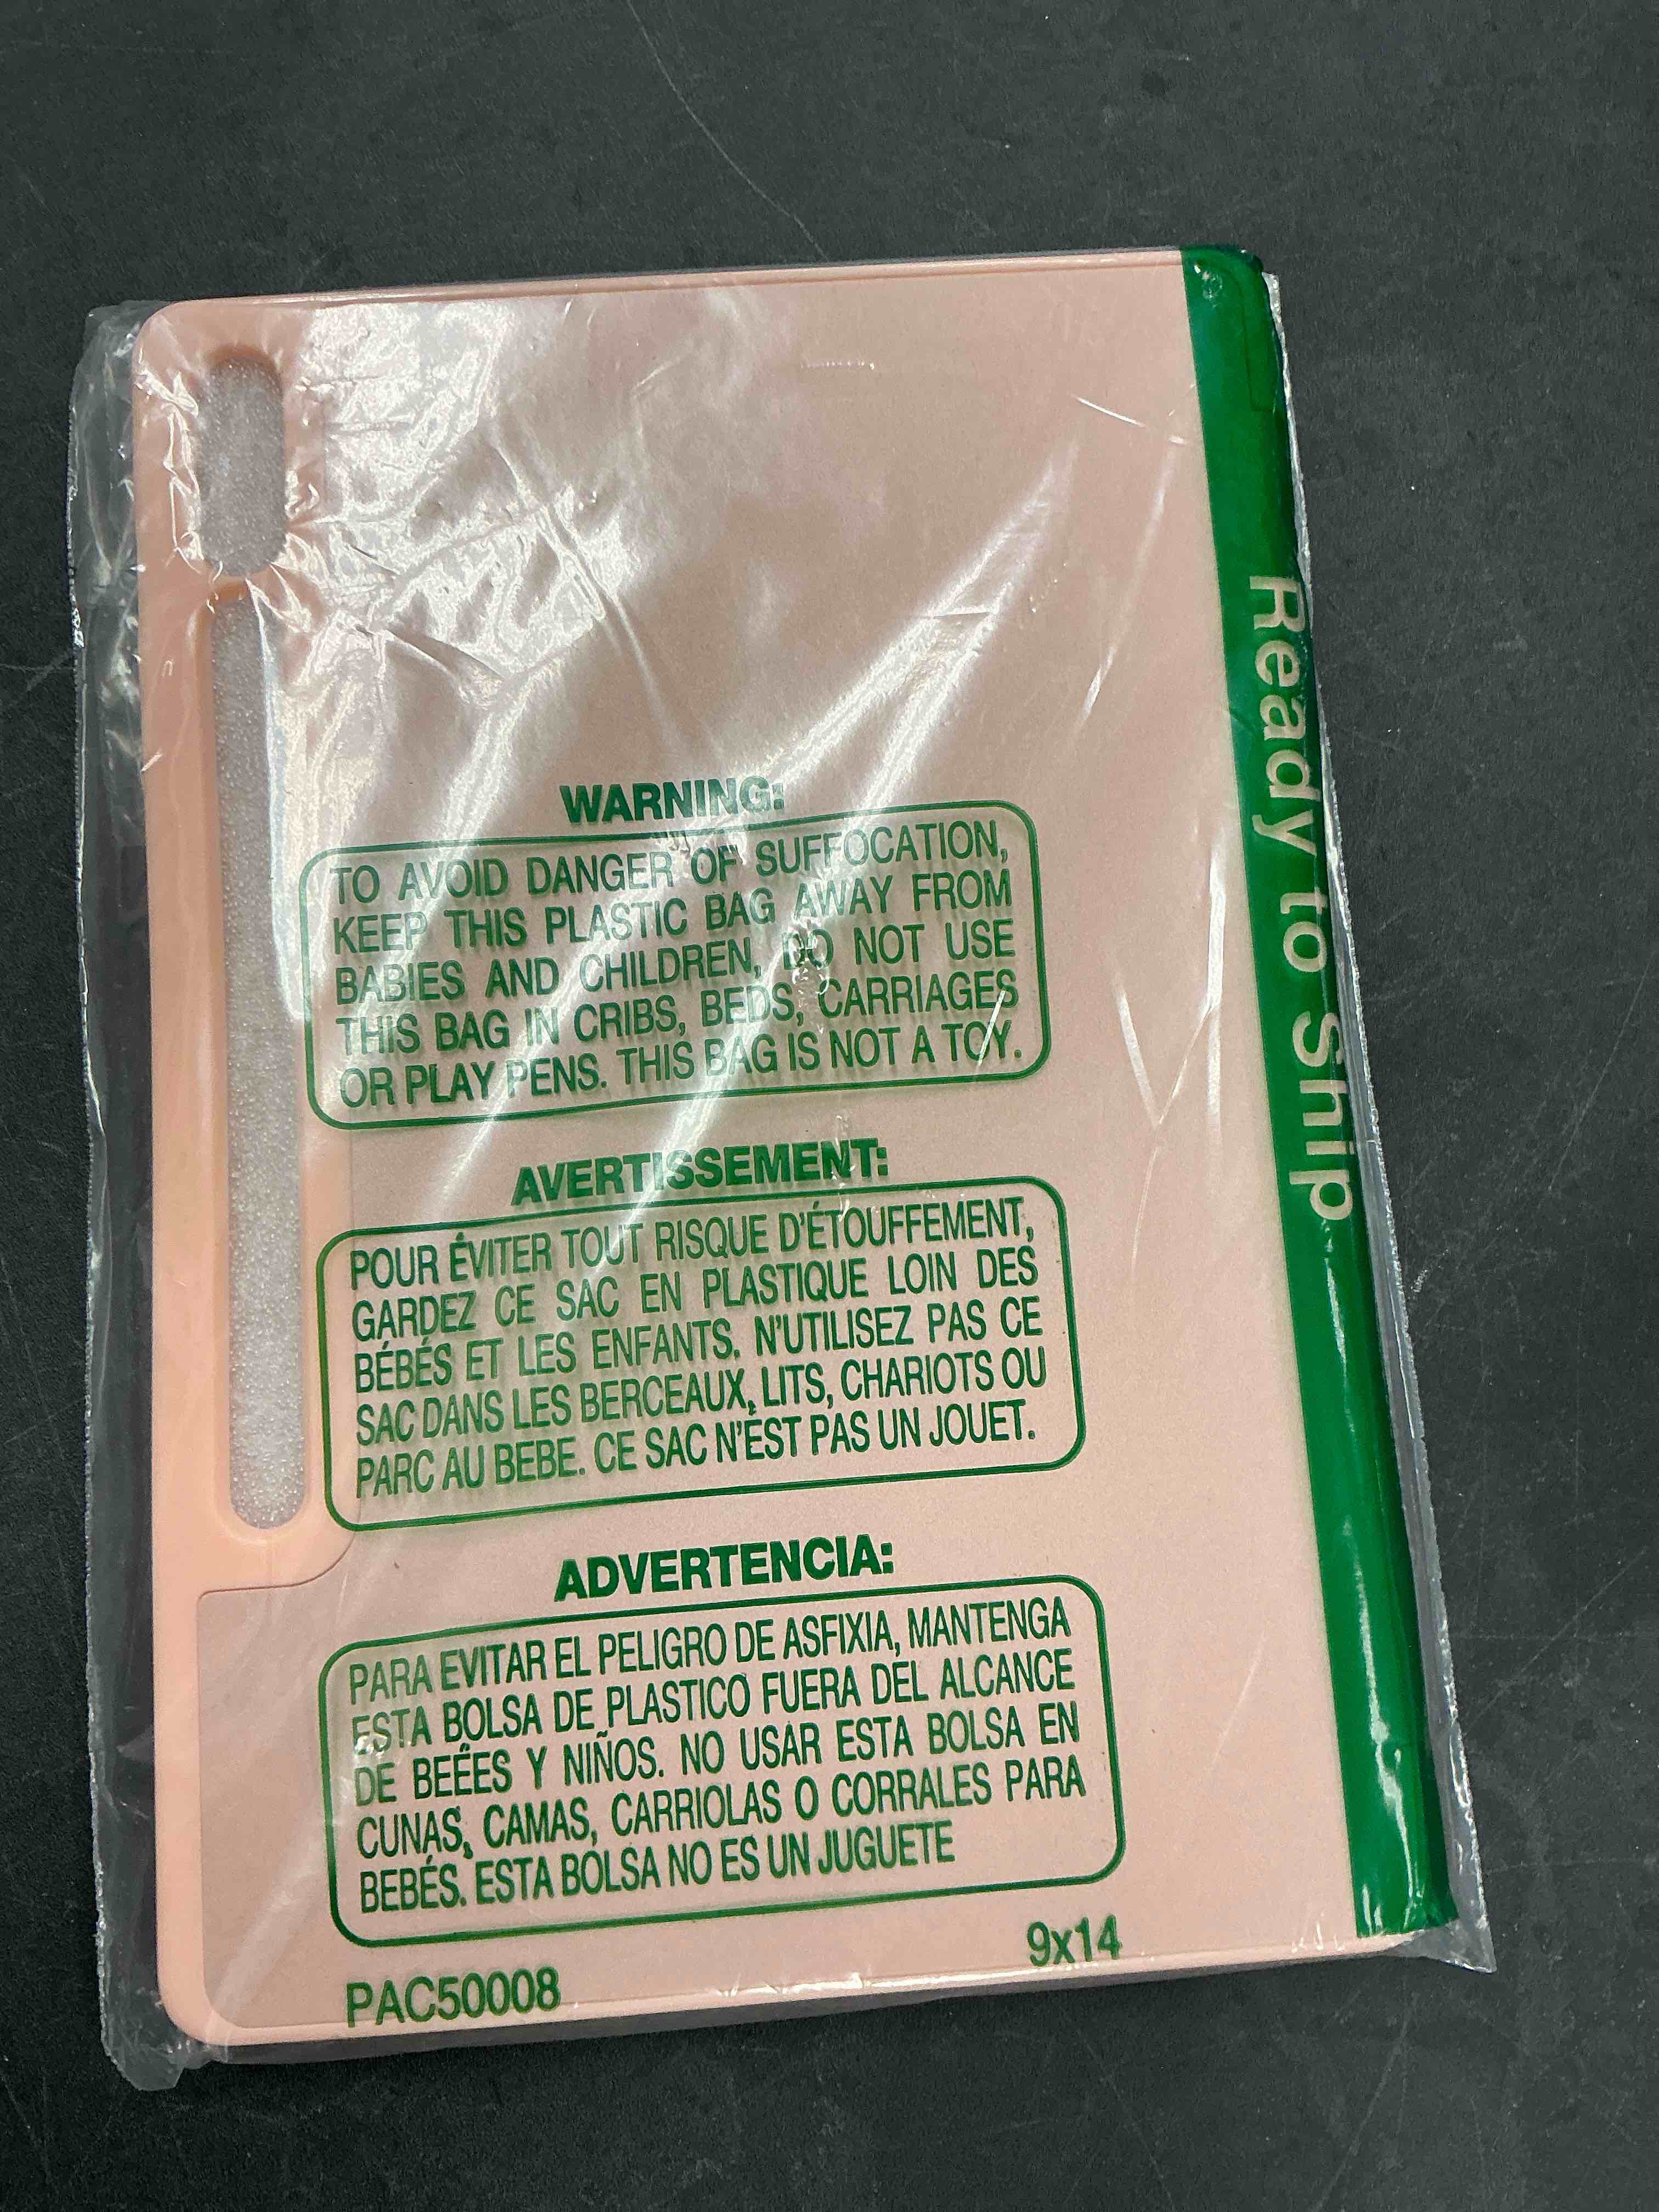 WARNING:
TO AVOID DANGER OF SUFFOCATION,
KEEP THIS PLASTIC BAG AWAY FROM
BABIES AND CHILDREN, DO NOT USE
THIS BAG IN CRIBS, BEDS, CARRIAGES
OR PLAY PENS. THIS BAG IS NOT A TOY.
AVERTISSEMENT:
POUR ÉVITER TOUT RISQUE D'ÉTOUFFEMENT,
GARDEZ CE SAC EN PLASTIQUE LOIN DES
BÉBÉS ET LES ENFANTS. N'UTILISEZ PAS CE
SAC DANS LES BERCEAUX, LITS, CHARIOTS OU
PARC AU BEBE. CE SAC N'EST PAS UN JOUET.
ADVERTENCIA:
PARA EVITAR EL PELIGRO DE ASFIXIA, MANTENGA
ESTA BOLSA DE PLASTICO FUERA DEL ALCANCE
DE BEÉES Y NIÑOS. NO USAR ESTA BOLSA EN
CUNAS, CAMAS, CARRIOLAS O CORRALES PARA
BEBÉS. ESTA BOLSA NO ES UN JUGUETE
PAC50008
9x14
Ready to Ship